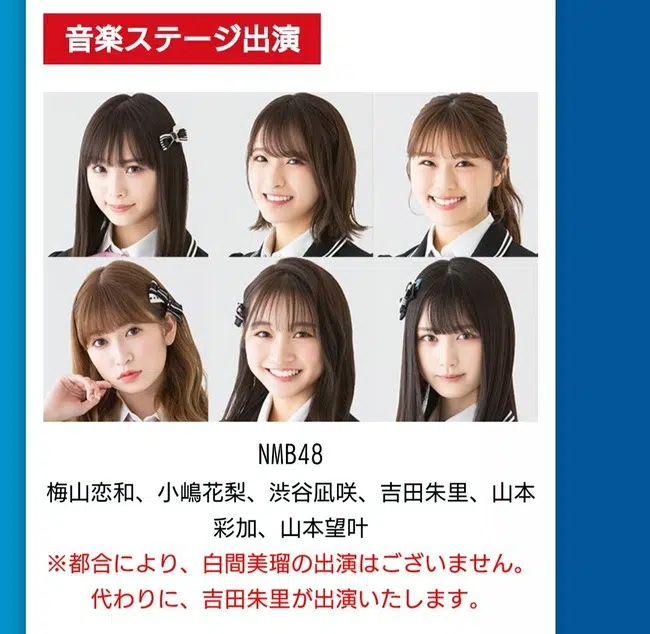 音楽ステージ出演
NMB48
梅山恋和、小嶋花梨、渋谷凪咲、吉田朱里、山本
彩加、山本望叶
※都合により、白間美瑠の出演はございません。
代わりに、吉田朱里が出演いたします。